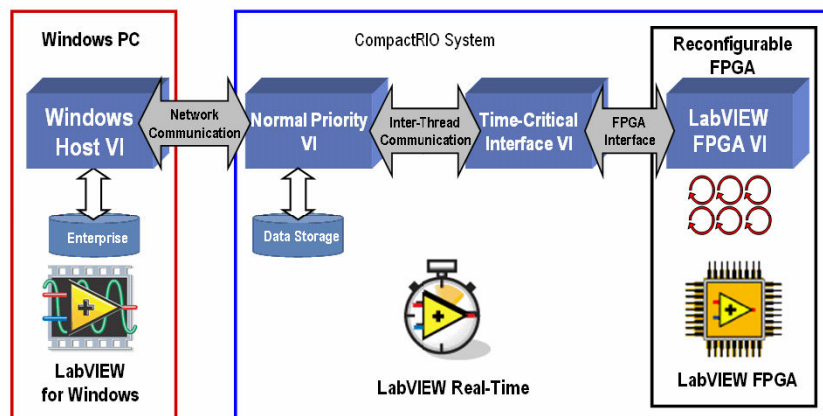 Windows PC
CompactRIO System
Reconfigurable
FPGA
Windows
Host VI
Network
Communication
Normal Priority
VI
Inter-Thread
Communication
Time-Critical
Interface VI
FPGA
Interface
LabVIEW
FPGA VI
Enterprise
Data Storage
LabVIEW
for Windows
LabVIEW Real-Time
LabVIEW FPGA